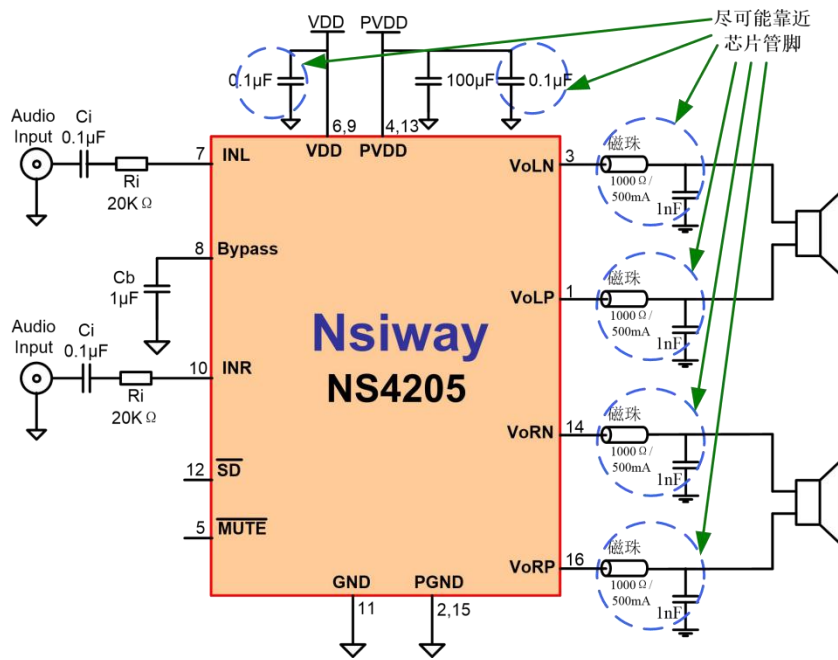 VDD
PVDD
尽可能靠近
芯片管脚
0.1μF
100μF
0.1μF
Audio
Input
Ci
0.1μF
Ri
20KΩ
6,9
4,13
VDD
PVDD
7
INL
VoLN
3
磁珠
1000Ω/
500mA
1nF
8
Bypass
Cb
1μF
VoLP
1
磁珠
1000Ω/
500mA
1nF
Nsiway
NS4205
Audio
Input
Ci
0.1μF
Ri
20KΩ
10
INR
VoRN
14
磁珠
1000Ω/
500mA
1nF
12
SD
5
MUTE
VoRP
16
磁珠
1000Ω/
500mA
1nF
GND
PGND
11
2,15